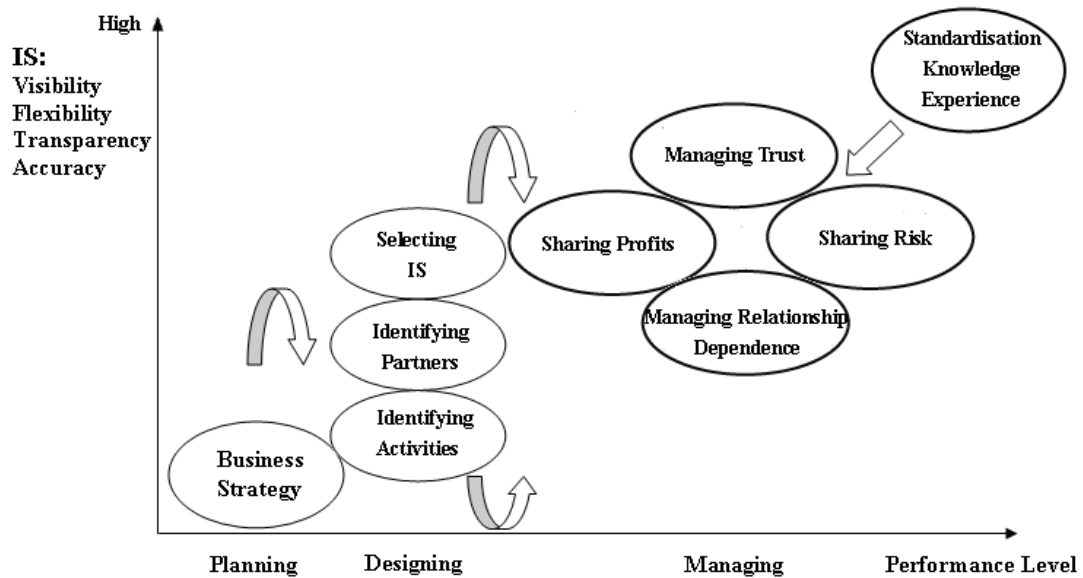 High
IS:
Visibility
Flexibility
Transparency
Accuracy
Standardisation
Knowledge
Experience
Managing Trust
Selecting
IS
Sharing Profits
Sharing Risk
Identifying
Partners
Managing Relationship
Dependence
Identifying
Activities
Business
Strategy
Planning
Designing
Managing
Performance Level